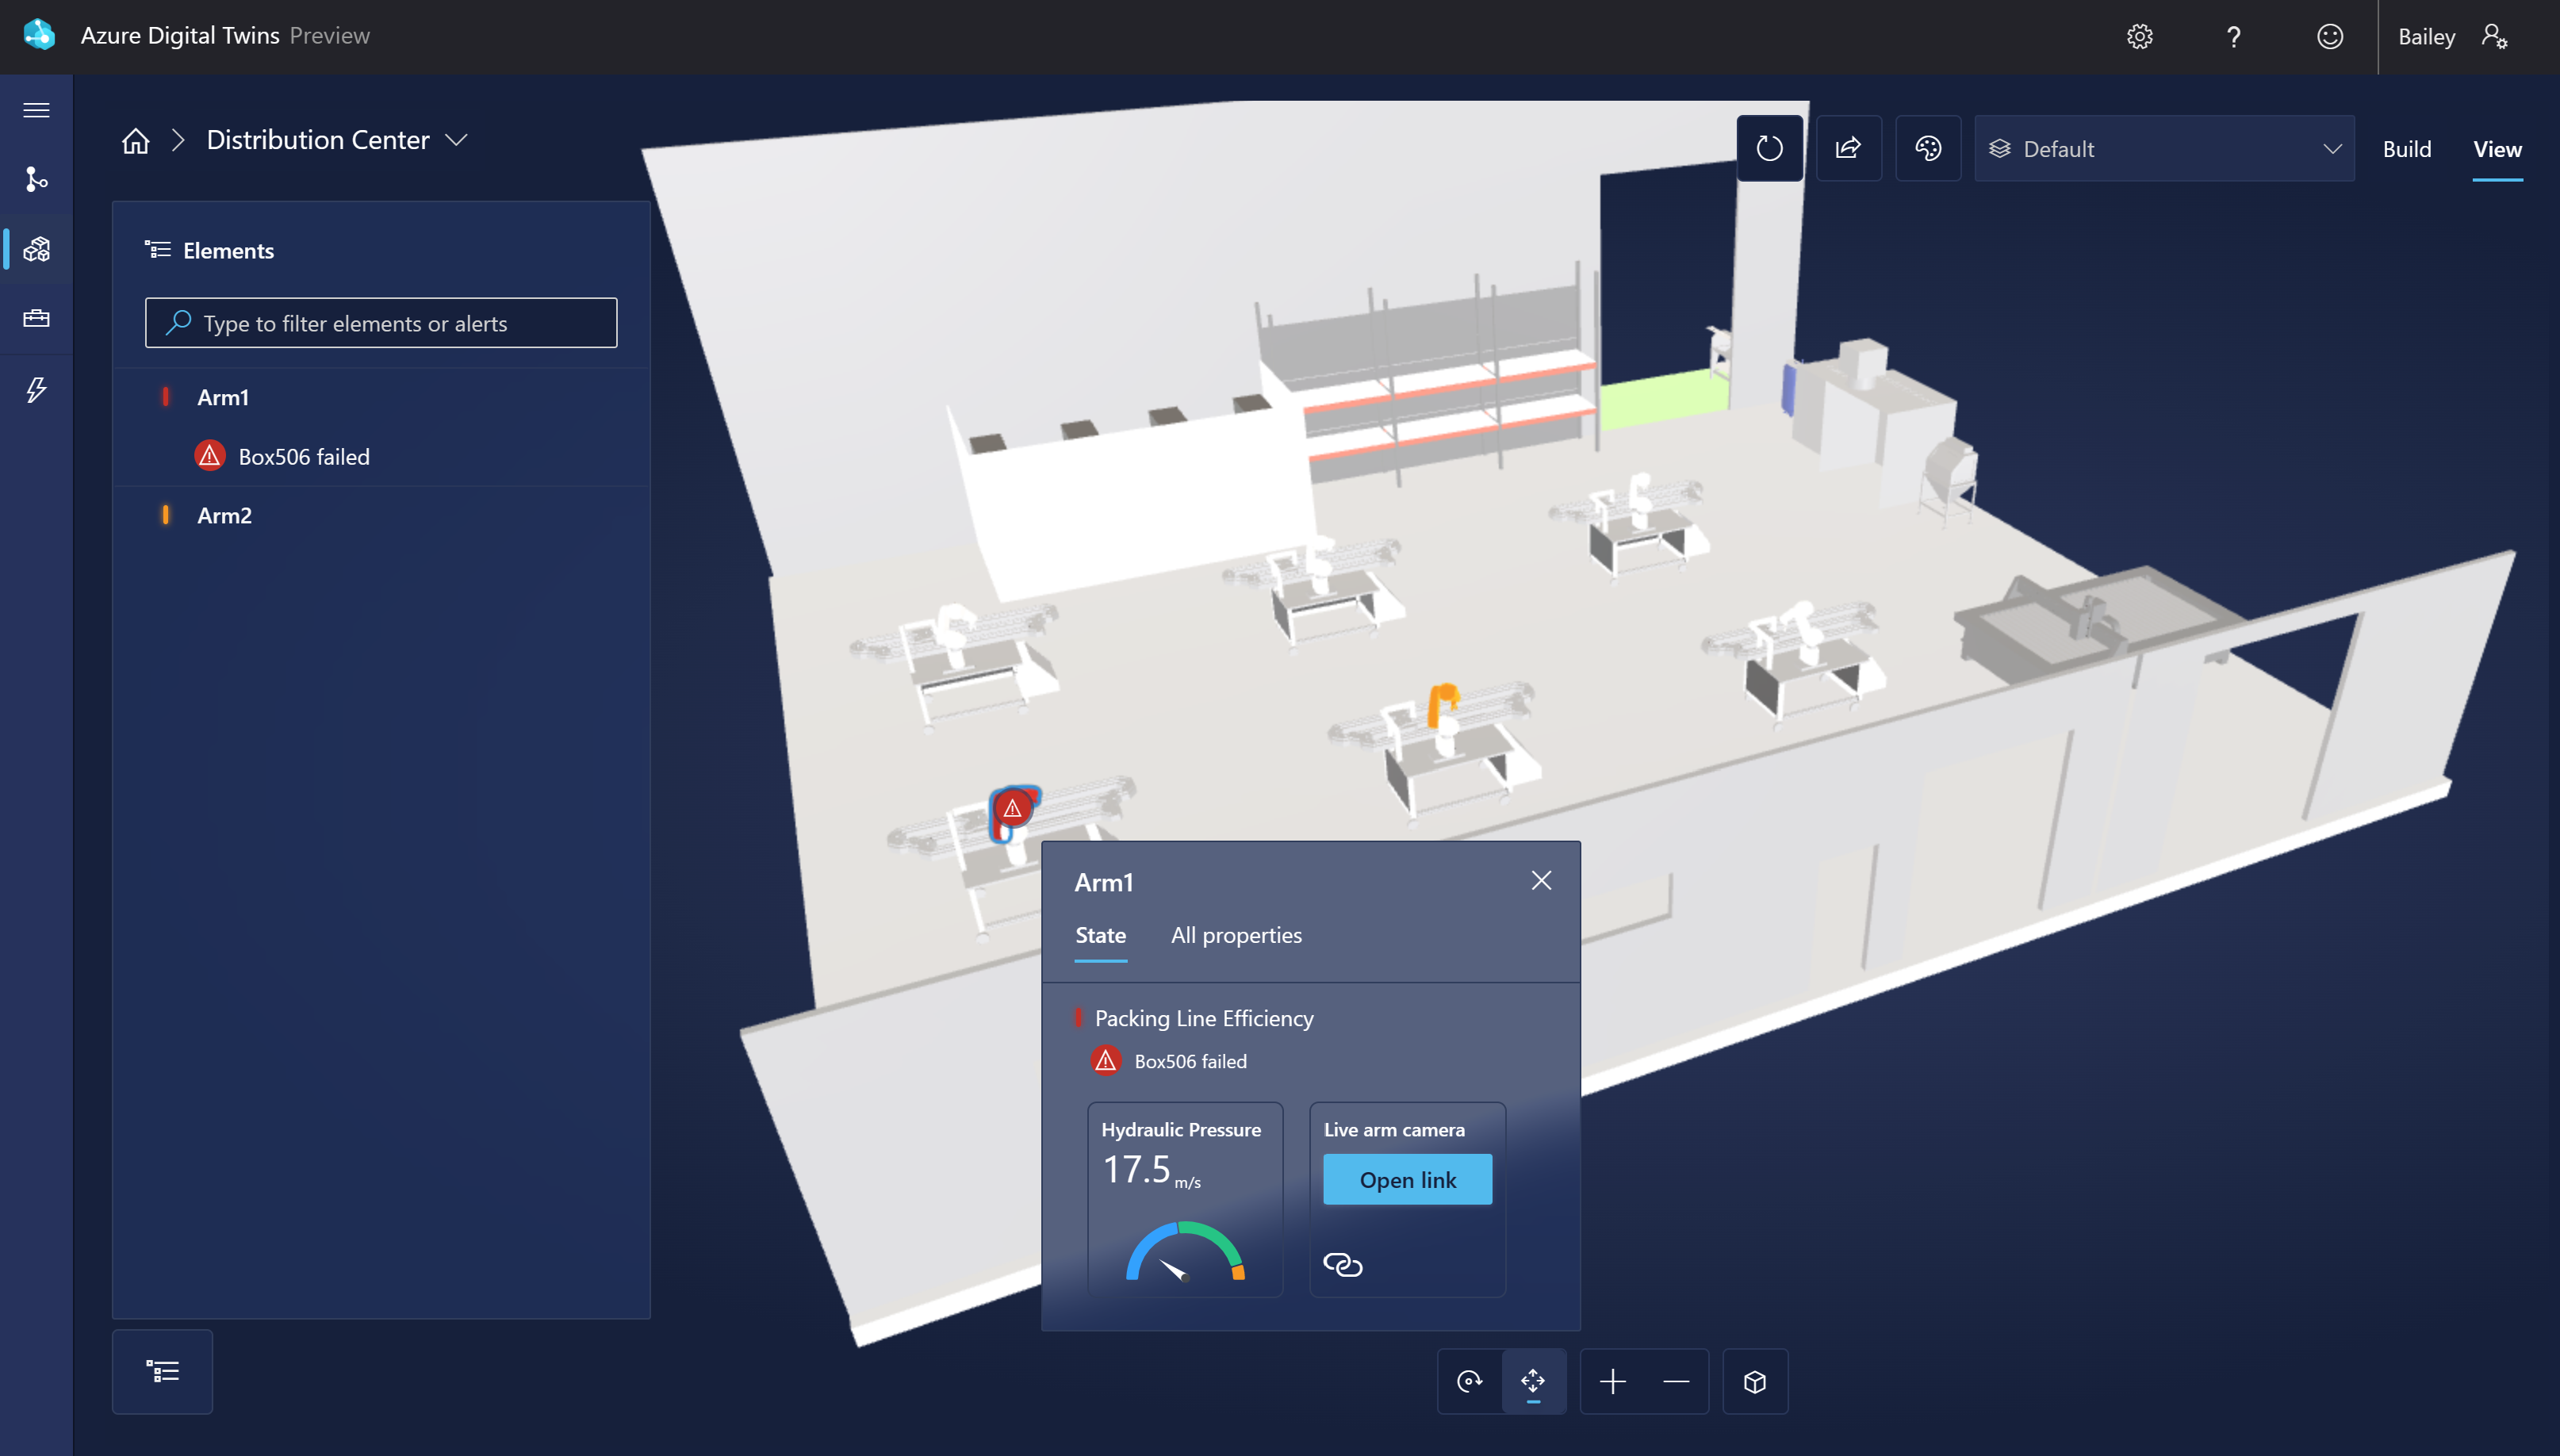 Azure Digital Twins Preview
?
Bailey
Distribution Center
Default
Build
View
Elements
Type to filter elements or alerts
Arm1
Box506 failed
Arm2
Arm1
State
All properties
Packing Line Efficiency
Box506 failed
Hydraulic Pressure
17.5 m/s
Live arm camera
Open link